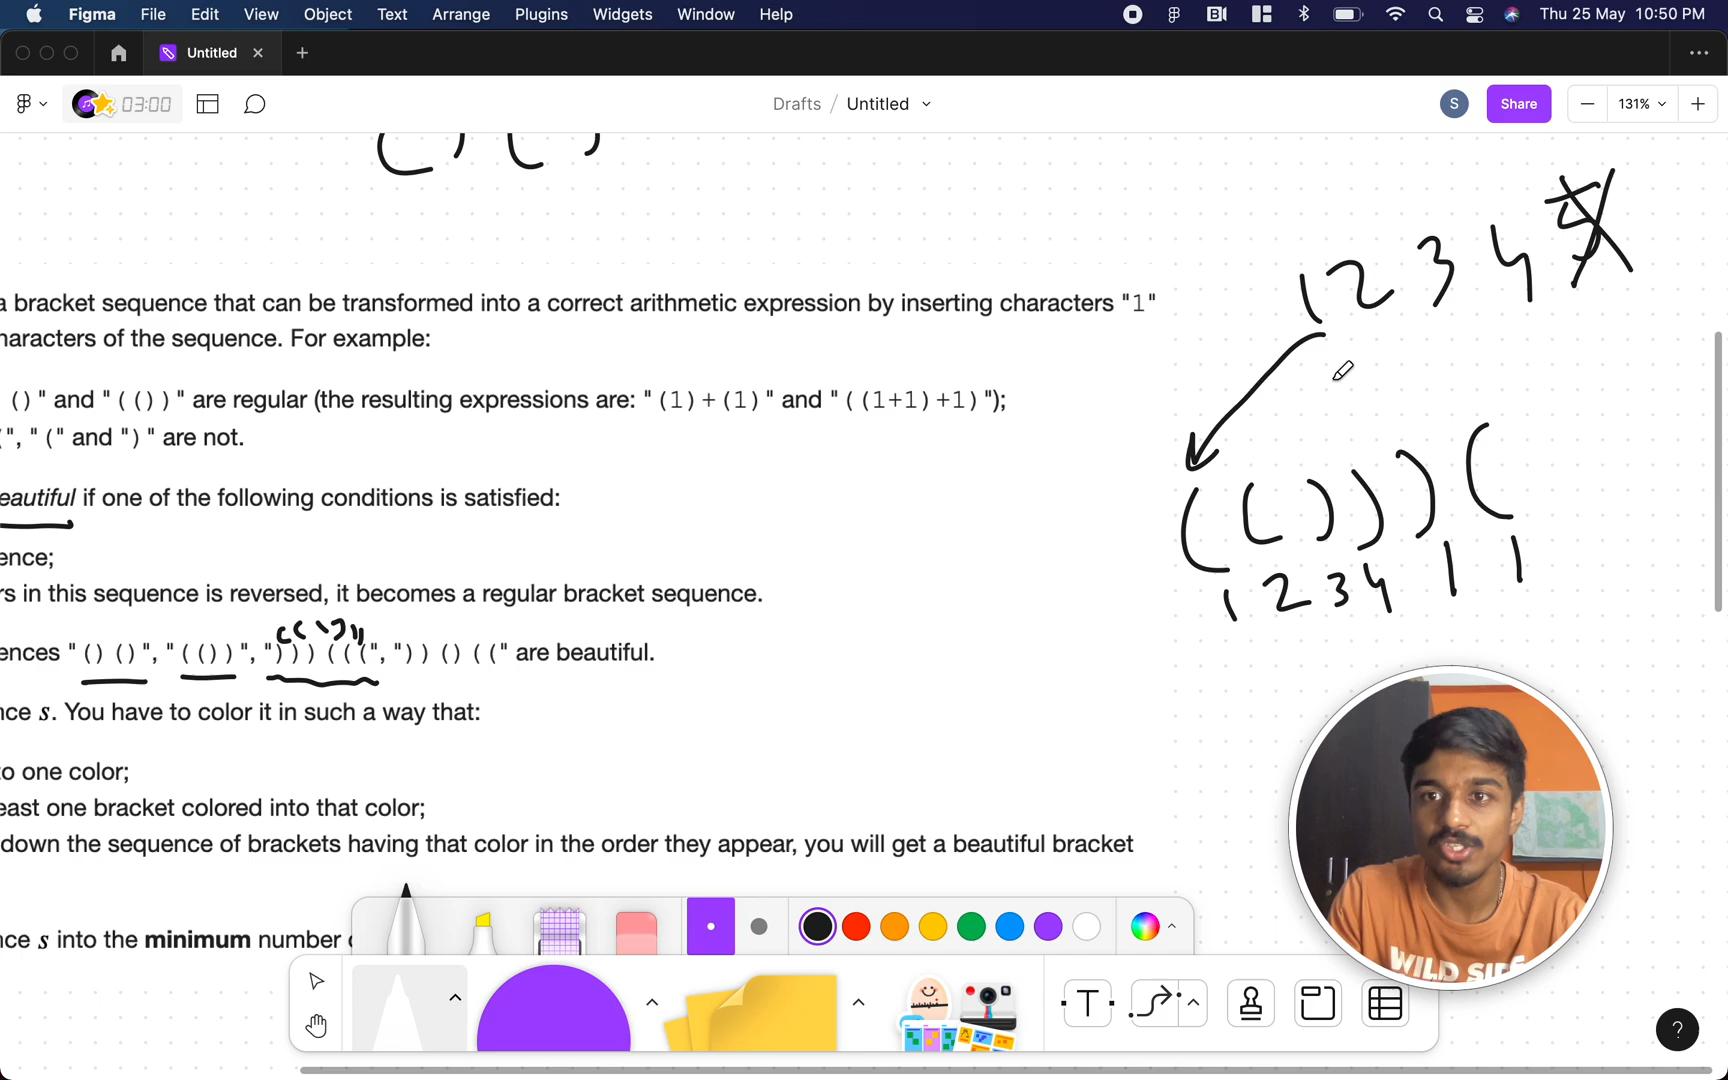 Figma File Edit View Object Text Arrange Plugins Widgets Window Help Thu 25 May 10:50 PM
Untitled
03:00 Drafts / Untitled S Share 131%
1 2 3 4 5
a bracket sequence that can be transformed into a correct arithmetic expression by inserting characters "1"
haracters of the sequence. For example:
()" and "(())" are regular (the resulting expressions are: "(1)+(1)" and "((1+1)+1)");
(", "(" and ")" are not.
( ( ) ) ) (
eautiful if one of the following conditions is satisfied:
ence;
1 2 3 4 1 1
rs in this sequence is reversed, it becomes a regular bracket sequence.
ences "()()", "(())", ")))(((", "))()((" are beautiful.
nce s. You have to color it in such a way that:
to one color;
east one bracket colored into that color;
down the sequence of brackets having that color in the order they appear, you will get a beautiful bracket
nce s into the minimum number
WILD SIDE
T
?